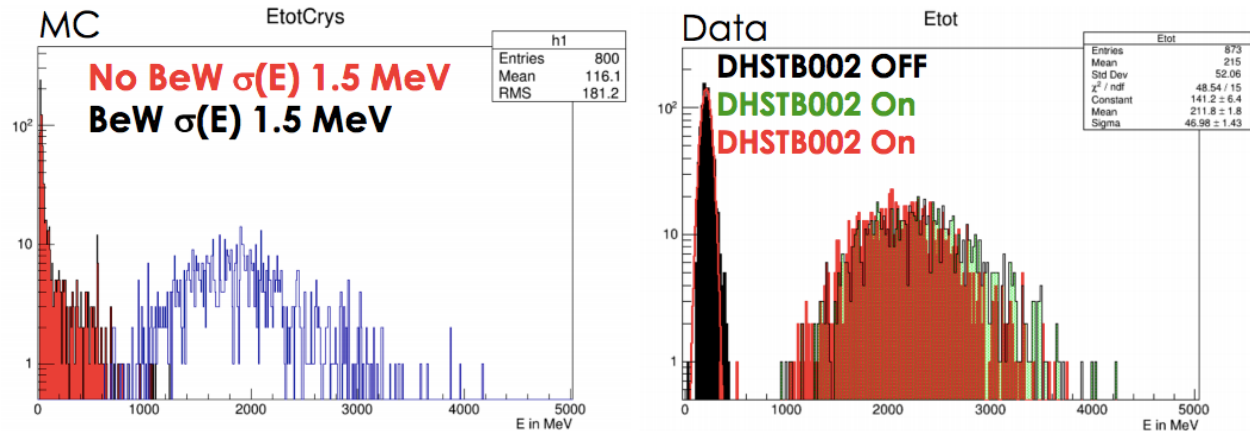 MC
EtotCrys
h1
Entries 800
Mean 116.1
RMS 181.2
No BeW σ(E) 1.5 MeV
BeW σ(E) 1.5 MeV
10²
10
1
0 1000 2000 3000 4000 5000
E in MeV
Data
Etot
Etot
Entries 873
Mean 215
Std Dev 52.06
χ² / ndf 48.54 / 15
Constant 141.2 ± 6.4
Mean 211.8 ± 1.8
Sigma 46.98 ± 1.43
DHSTB002 OFF
DHSTB002 On
DHSTB002 On
10²
10
1
0 1000 2000 3000 4000 5000
E in MeV